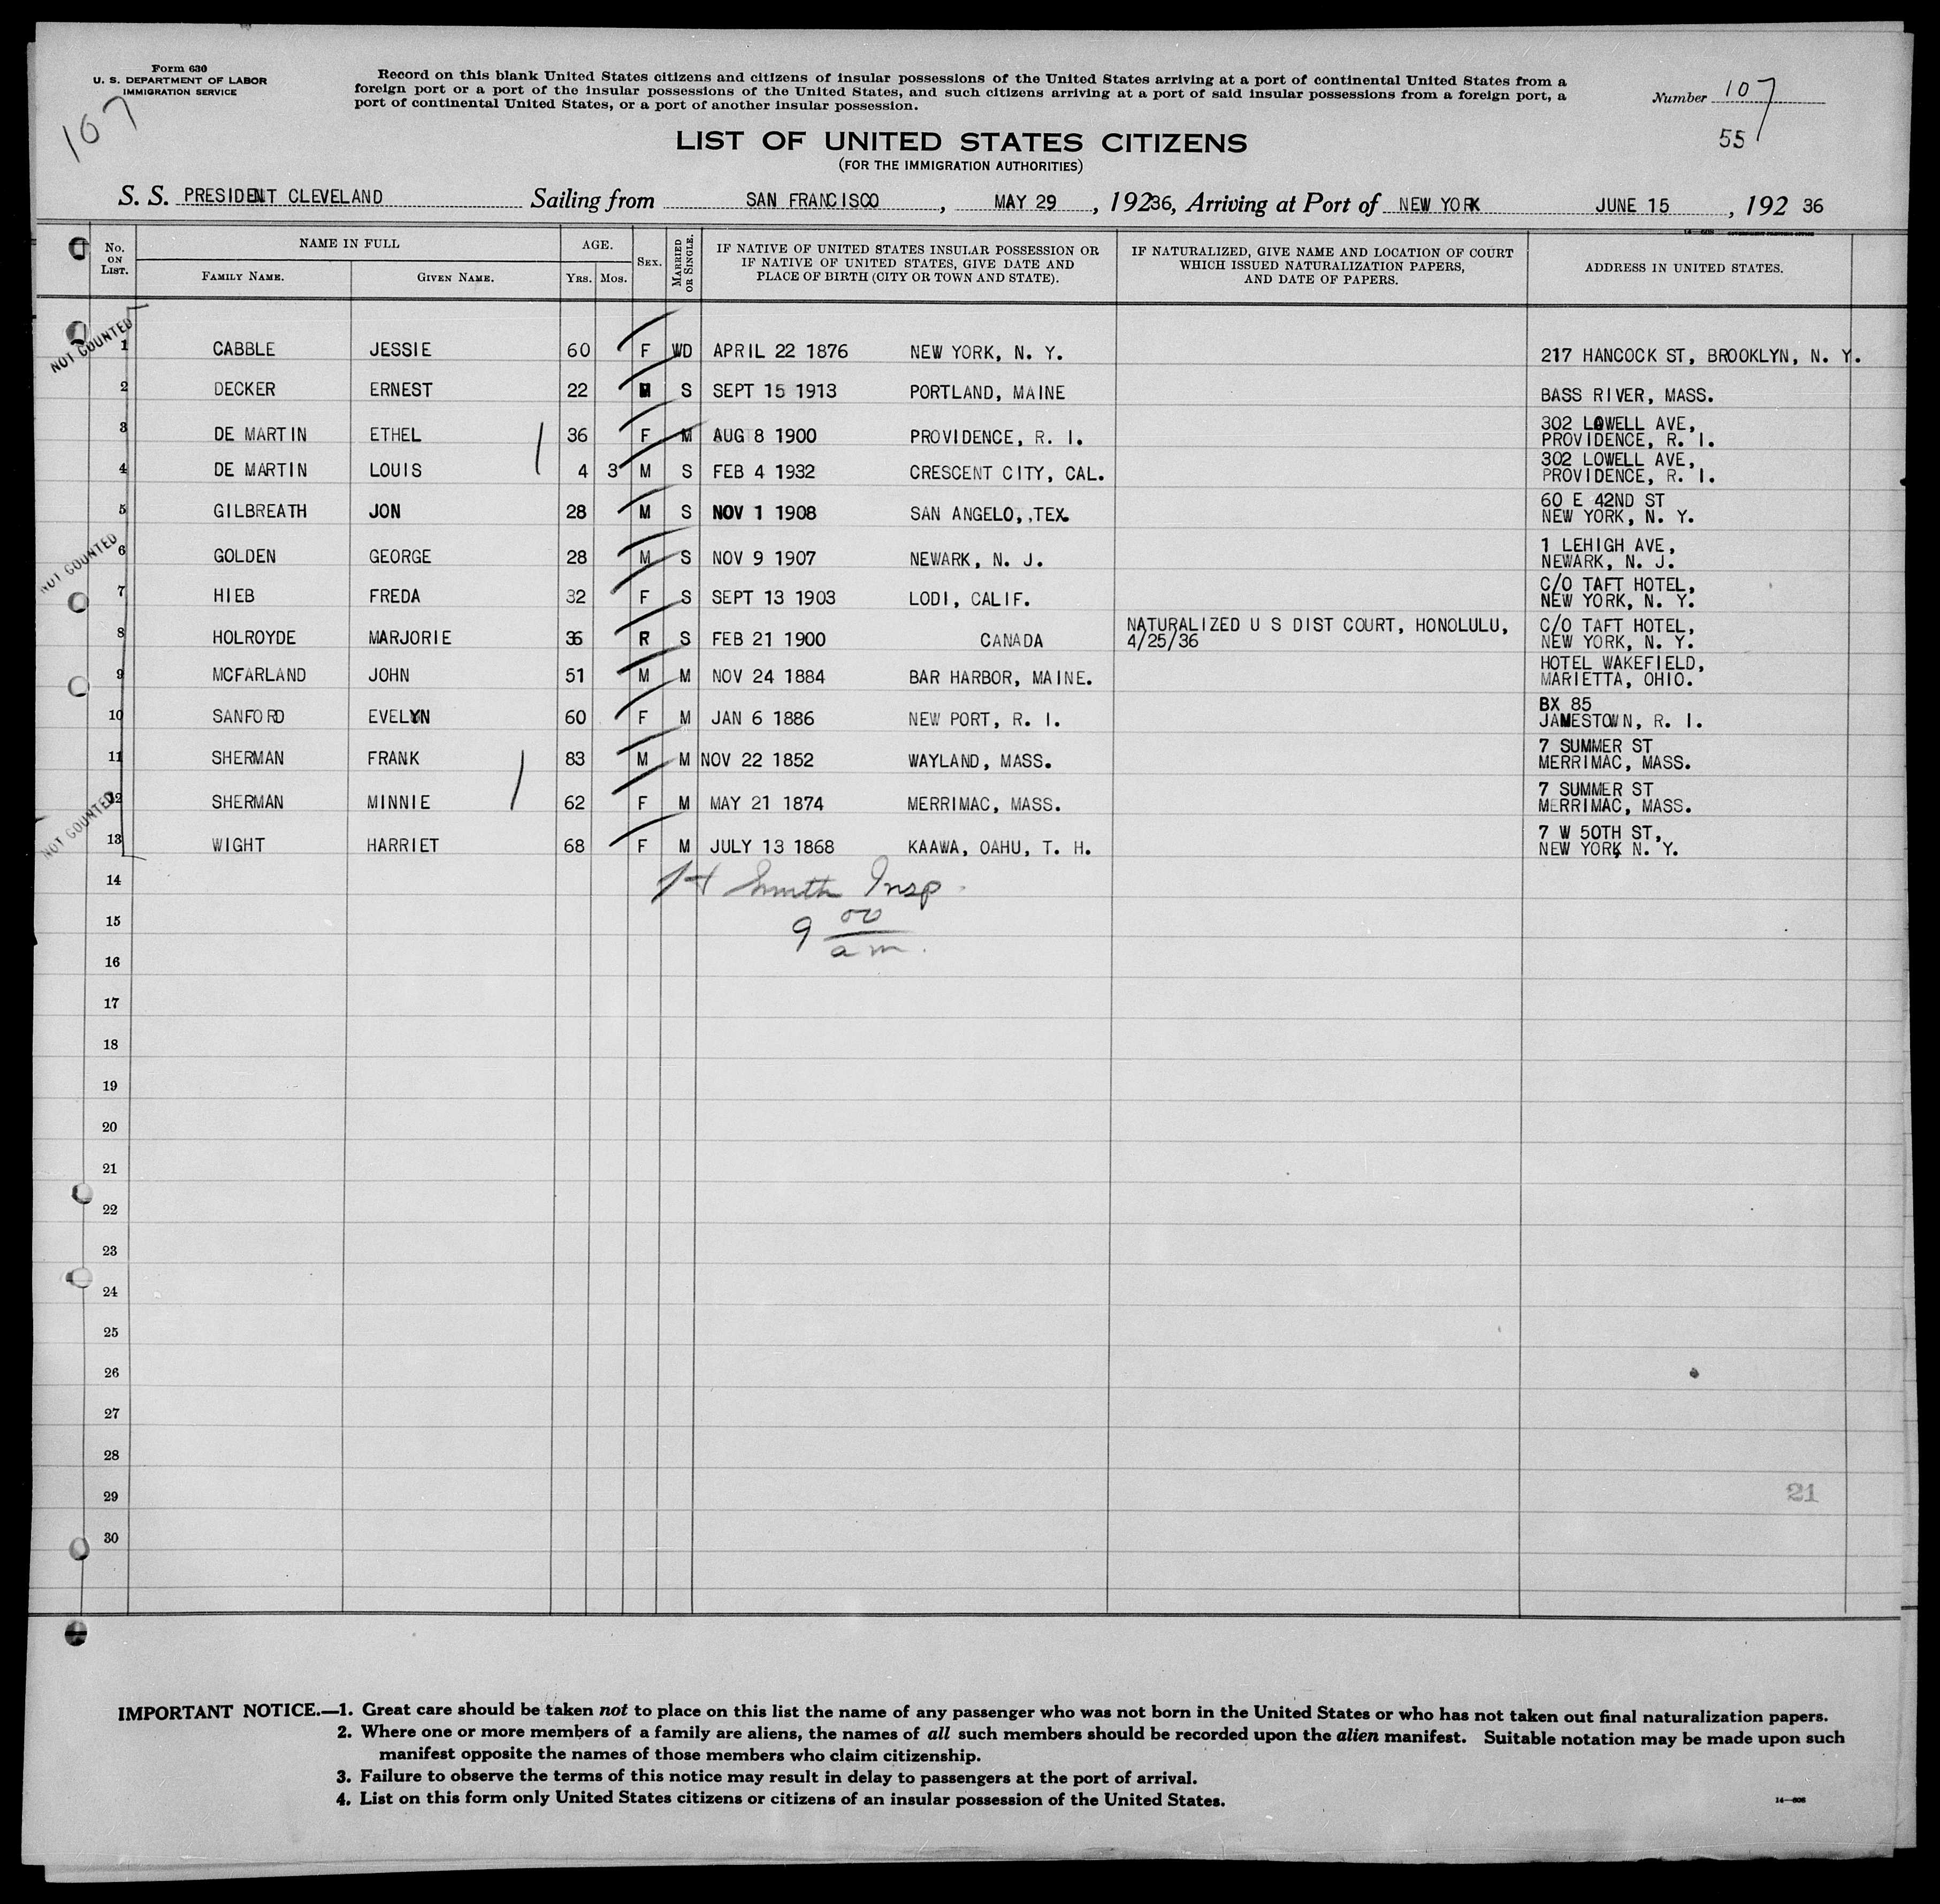 Form 630
U. S. DEPARTMENT OF LABOR
IMMIGRATION SERVICE
107
Record on this blank United States citizens and citizens of insular possessions of the United States arriving at a port of continental United States from a
foreign port or a port of the insular possessions of the United States, and such citizens arriving at a port of said insular possessions from a foreign port, a
port of continental United States, or a port of another insular possession.
Number 107
55
LIST OF UNITED STATES CITIZENS
(FOR THE IMMIGRATION AUTHORITIES)
S. S. PRESIDENT CLEVELAND Sailing from SAN FRANCISCO, MAY 29, 19236, Arriving at Port of NEW YORK JUNE 15, 192 36
No. ON LIST. NAME IN FULL FAMILY NAME. GIVEN NAME. AGE. YRS. MOS. SEX. MARRIED OR SINGLE. IF NATIVE OF UNITED STATES INSULAR POSSESSION OR IF NATIVE OF UNITED STATES, GIVE DATE AND PLACE OF BIRTH (CITY OR TOWN AND STATE). IF NATURALIZED, GIVE NAME AND LOCATION OF COURT WHICH ISSUED NATURALIZATION PAPERS, AND DATE OF PAPERS. ADDRESS IN UNITED STATES.
NOT COUNTED
1 CABBLE JESSIE 60 F WD APRIL 22 1876 NEW YORK, N. Y. 217 HANCOCK ST, BROOKLYN, N. Y.
2 DECKER ERNEST 22 M S SEPT 15 1913 PORTLAND, MAINE BASS RIVER, MASS.
3 DE MARTIN ETHEL 36 F M AUG 8 1900 PROVIDENCE, R. I. 302 LOWELL AVE, PROVIDENCE, R. I.
4 DE MARTIN LOUIS 4 3 M S FEB 4 1932 CRESCENT CITY, CAL. 302 LOWELL AVE, PROVIDENCE, R. I.
5 GILBREATH JON 28 M S NOV 1 1908 SAN ANGELO, ,TEX. 60 E 42ND ST NEW YORK, N. Y.
NOT COUNTED
6 GOLDEN GEORGE 28 M S NOV 9 1907 NEWARK, N. J. 1 LEHIGH AVE, NEWARK, N. J.
7 HIEB FREDA 32 F S SEPT 13 1903 LODI, CALIF. C/O TAFT HOTEL, NEW YORK, N. Y.
8 HOLROYDE MARJORIE 36 R S FEB 21 1900 CANADA NATURALIZED U S DIST COURT, HONOLULU, 4/25/36 C/O TAFT HOTEL, NEW YORK, N. Y.
9 MCFARLAND JOHN 51 M M NOV 24 1884 BAR HARBOR, MAINE. HOTEL WAKEFIELD, MARIETTA, OHIO.
10 SANFORD EVELYN 60 F M JAN 6 1886 NEW PORT, R. I. BX 85 JAMESTOWN, R. I.
11 SHERMAN FRANK 83 M M NOV 22 1852 WAYLAND, MASS. 7 SUMMER ST MERRIMAC, MASS.
12 SHERMAN MINNIE 62 F M MAY 21 1874 MERRIMAC, MASS. 7 SUMMER ST MERRIMAC, MASS.
NOT COUNTED
13 WIGHT HARRIET 68 F M JULY 13 1868 KAAWA, OAHU, T. H. 7 W 50TH ST, NEW YORK, N. Y.
14 Smith Insp.
15 9 00
16 am.
17
18
19
20
21
22
23
24
25
26
27
28
29 21
30
IMPORTANT NOTICE.—1. Great care should be taken not to place on this list the name of any passenger who was not born in the United States or who has not taken out final naturalization papers.
2. Where one or more members of a family are aliens, the names of all such members should be recorded upon the alien manifest. Suitable notation may be made upon such
manifest opposite the names of those members who claim citizenship.
3. Failure to observe the terms of this notice may result in delay to passengers at the port of arrival.
4. List on this form only United States citizens or citizens of an insular possession of the United States.